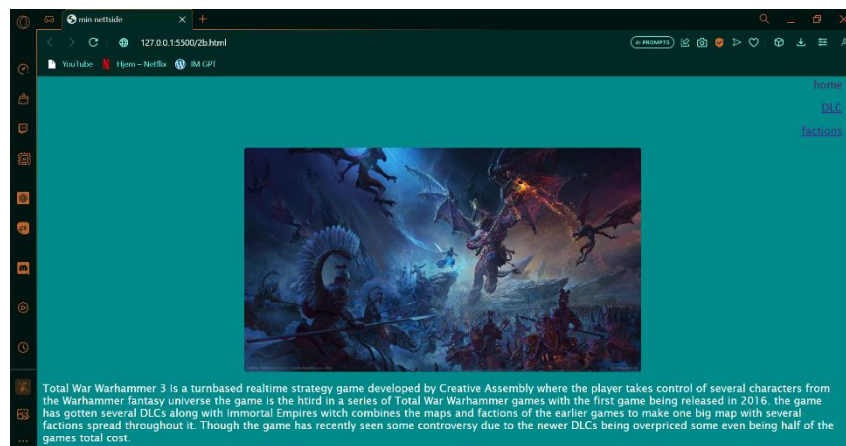 min nettside
127.0.0.1:5500/2b.html
AI PROMPTS
YouTube Hjem – Netflix IM GPT
home
DLC
factions
Total War Warhammer 3 Is a turnbased realtime strategy game developed by Creative Assembly where the player takes control of several characters from
the Warhammer fantasy universe the game is the htird in a series of Total War Warhammer games with the first game being released in 2016. the game
has gotten several DLCs along with Immortal Empires witch combines the maps and factions of the earlier games to make one big map with several
factions spread throughout it. Though the game has recently seen some controversy due to the newer DLCs being overpriced some even being half of the
games total cost.